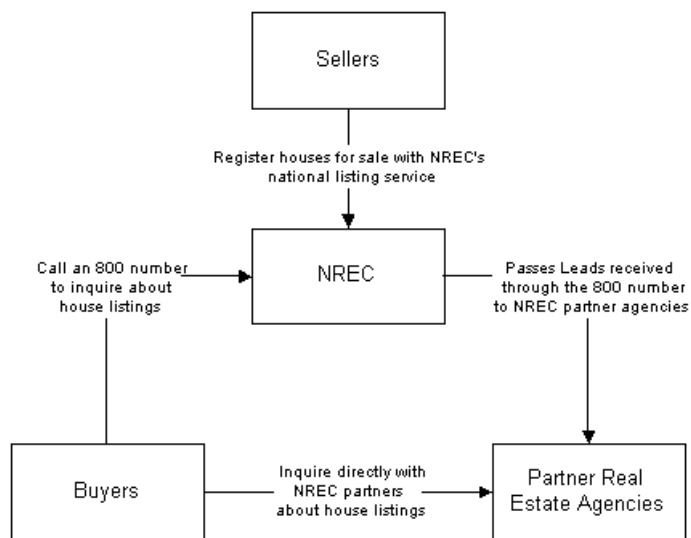 Sellers
Register houses for sale with NREC's
national listing service
Call an 800 number
to inquire about
house listings
NREC
Passes Leads received
through the 800 number
to NREC partner agencies
Buyers
Inquire directly with
NREC partners
about house listings
Partner Real
Estate Agencies